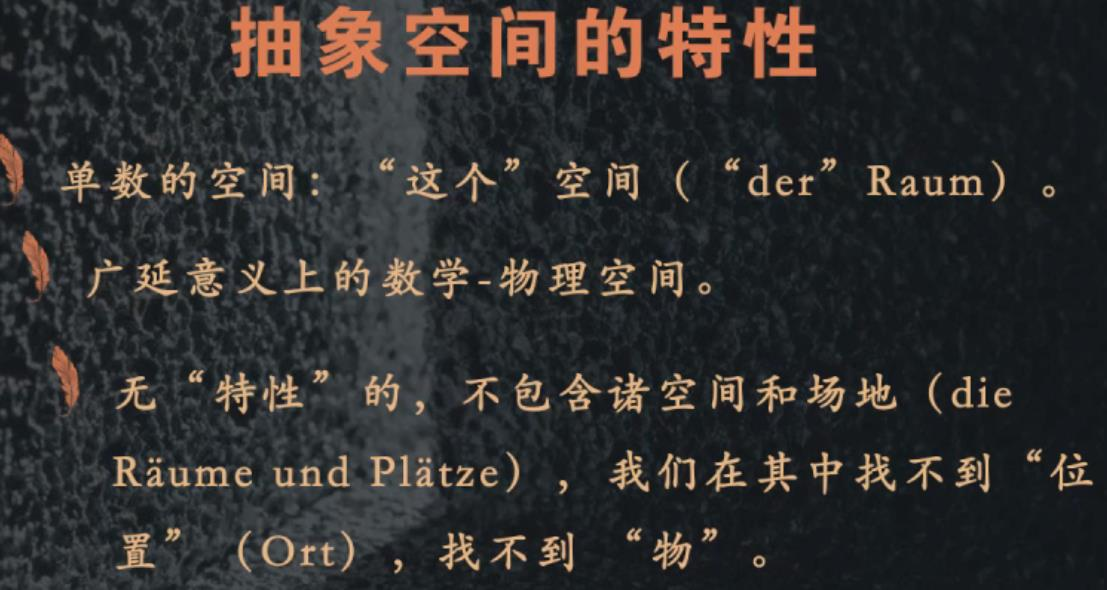 抽象空间的特性
单数的空间：“这个”空间（“der”Raum）。
广延意义上的数学-物理空间。
无“特性”的，不包含诸空间和场地（die
Räume und Plätze），我们在其中找不到“位
置”（Ort），找不到“物”。